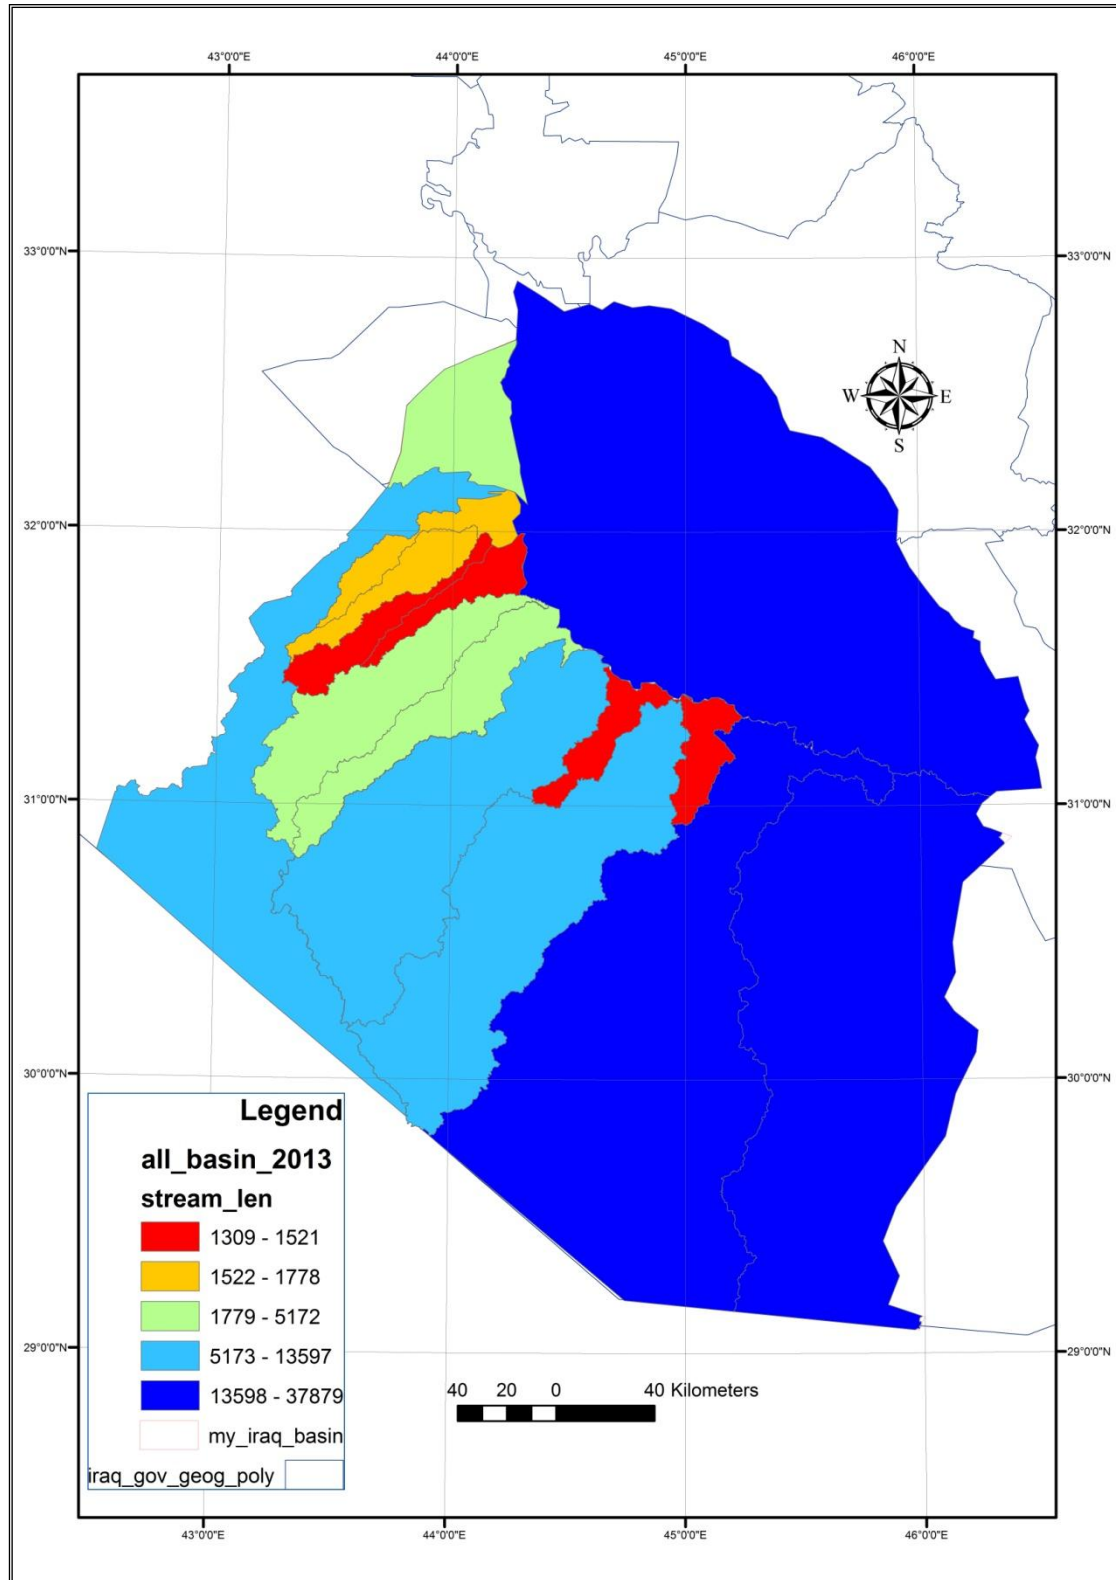 43°0'0"E 44°0'0"E 45°0'0"E 46°0'0"E
33°0'0"N 33°0'0"N
N
W E
S
32°0'0"N 32°0'0"N
31°0'0"N 31°0'0"N
30°0'0"N 30°0'0"N
Legend
all_basin_2013
stream_len
1309 - 1521
1522 - 1778
1779 - 5172
5173 - 13597
13598 - 37879
my_iraq_basin
iraq_gov_geog_poly
29°0'0"N 29°0'0"N
40 20 0 40 Kilometers
43°0'0"E 44°0'0"E 45°0'0"E 46°0'0"E